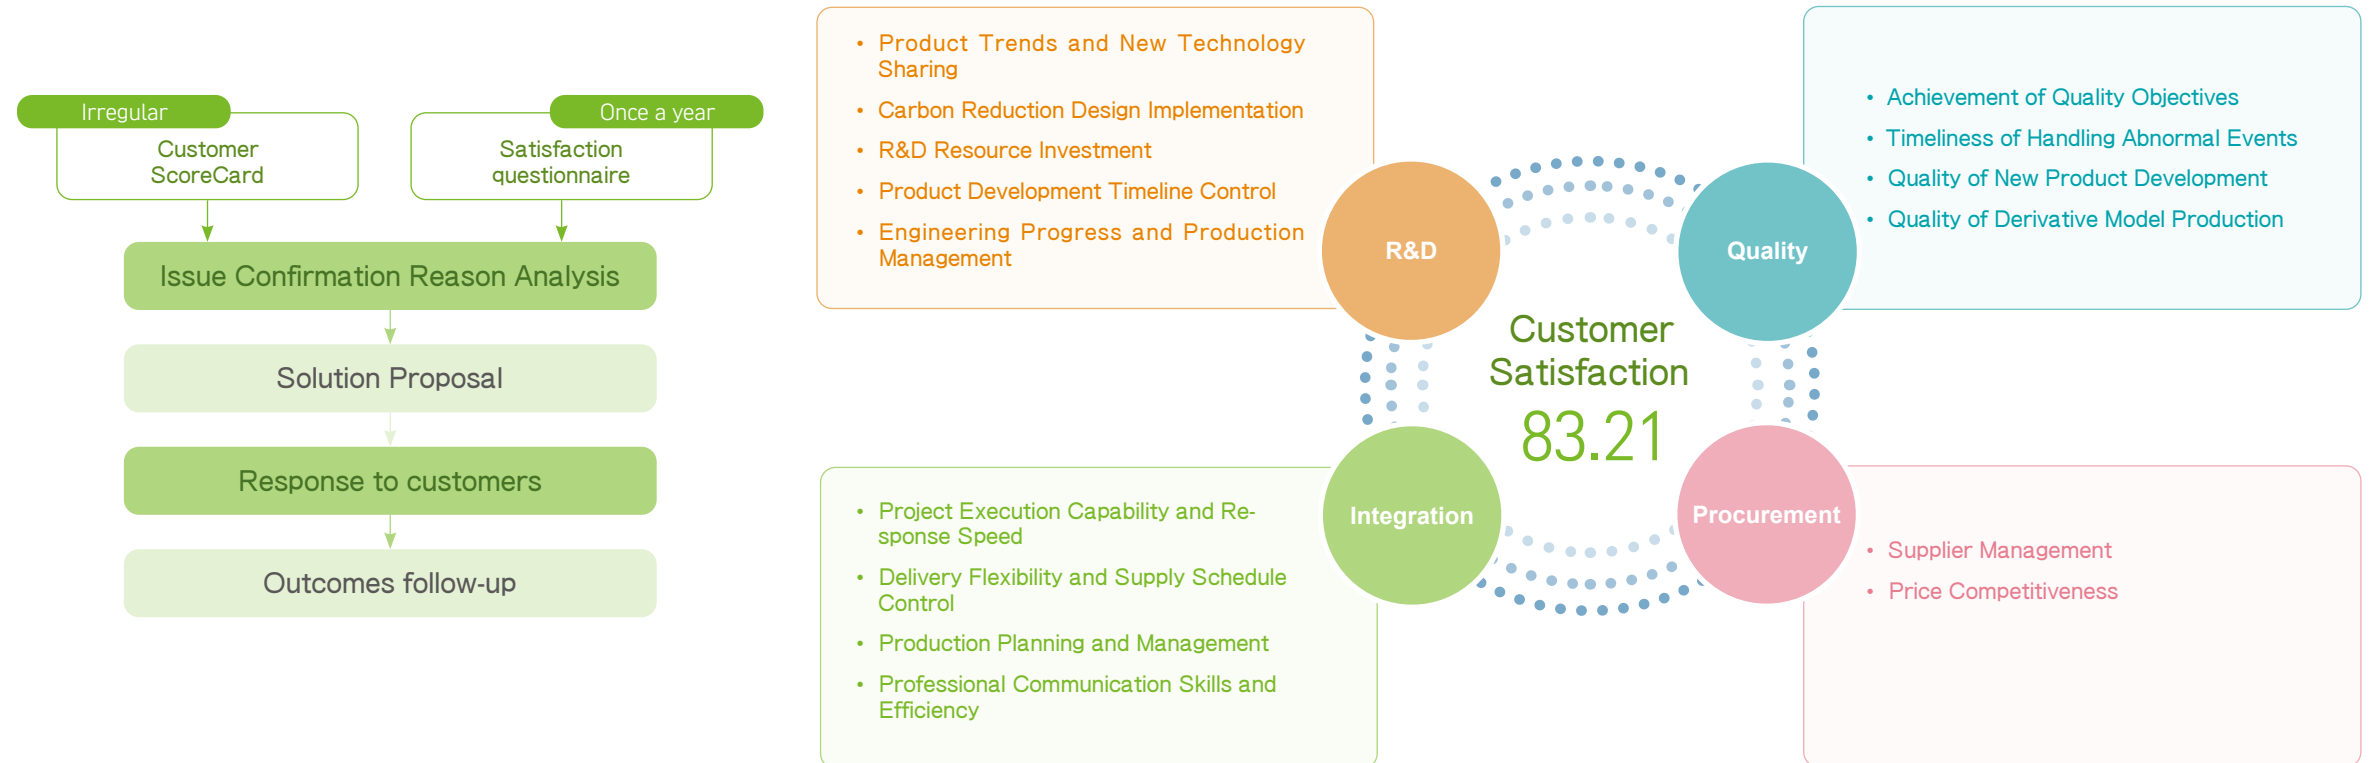 Irregular
Customer
ScoreCard
Once a year
Satisfaction
questionnaire
Issue Confirmation Reason Analysis
Solution Proposal
Response to customers
Outcomes follow-up
• Product Trends and New Technology
Sharing
• Carbon Reduction Design Implementation
• R&D Resource Investment
• Product Development Timeline Control
• Engineering Progress and Production
Management
R&D
Quality
• Achievement of Quality Objectives
• Timeliness of Handling Abnormal Events
• Quality of New Product Development
• Quality of Derivative Model Production
Customer
Satisfaction
83.21
• Project Execution Capability and Re-
sponse Speed
• Delivery Flexibility and Supply Schedule
Control
• Production Planning and Management
• Professional Communication Skills and
Efficiency
Integration
Procurement
• Supplier Management
• Price Competitiveness